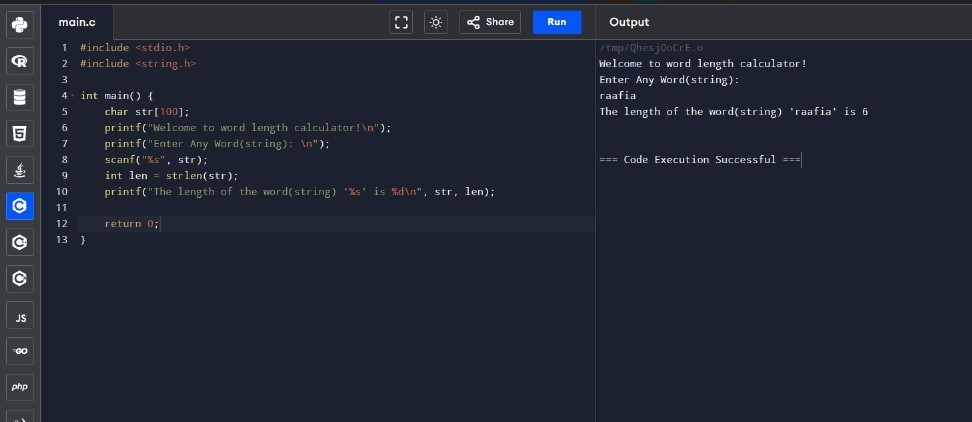 main.c
Share
Run
Output
1 #include <stdio.h>
2 #include <string.h>
3
4 int main() {
5 char str[100];
6 printf("Welcome to word length calculator!\n");
7 printf("Enter Any Word(string): \n");
8 scanf("%s", str);
9 int len = strlen(str);
10 printf("The length of the word(string) '%s' is %d\n", str, len);
11
12 return 0;
13 }
/tmp/QhesjOoCrE.o
Welcome to word length calculator!
Enter Any Word(string):
raafia
The length of the word(string) 'raafia' is 6
=== Code Execution Successful ===
R
5
C
C
C
JS
GO
php